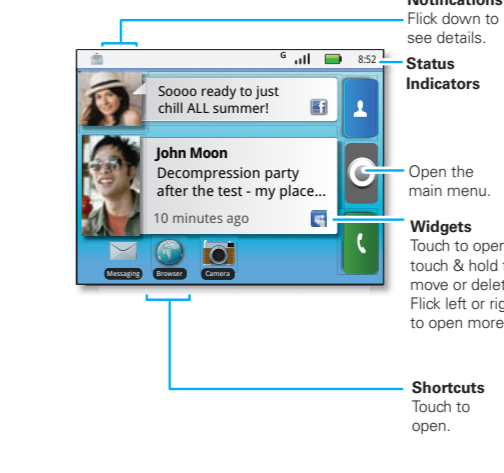 Notifications
Flick down to
see details.
G
8:52
Status
Indicators
Soooo ready to just
chill ALL summer!
John Moon
Decompression party
after the test - my place...
10 minutes ago
Open the
main menu.
Widgets
Touch to open
touch & hold
move or delet
Flick left or rig
to open more
Messaging
Browser
Camera
Shortcuts
Touch to
open.